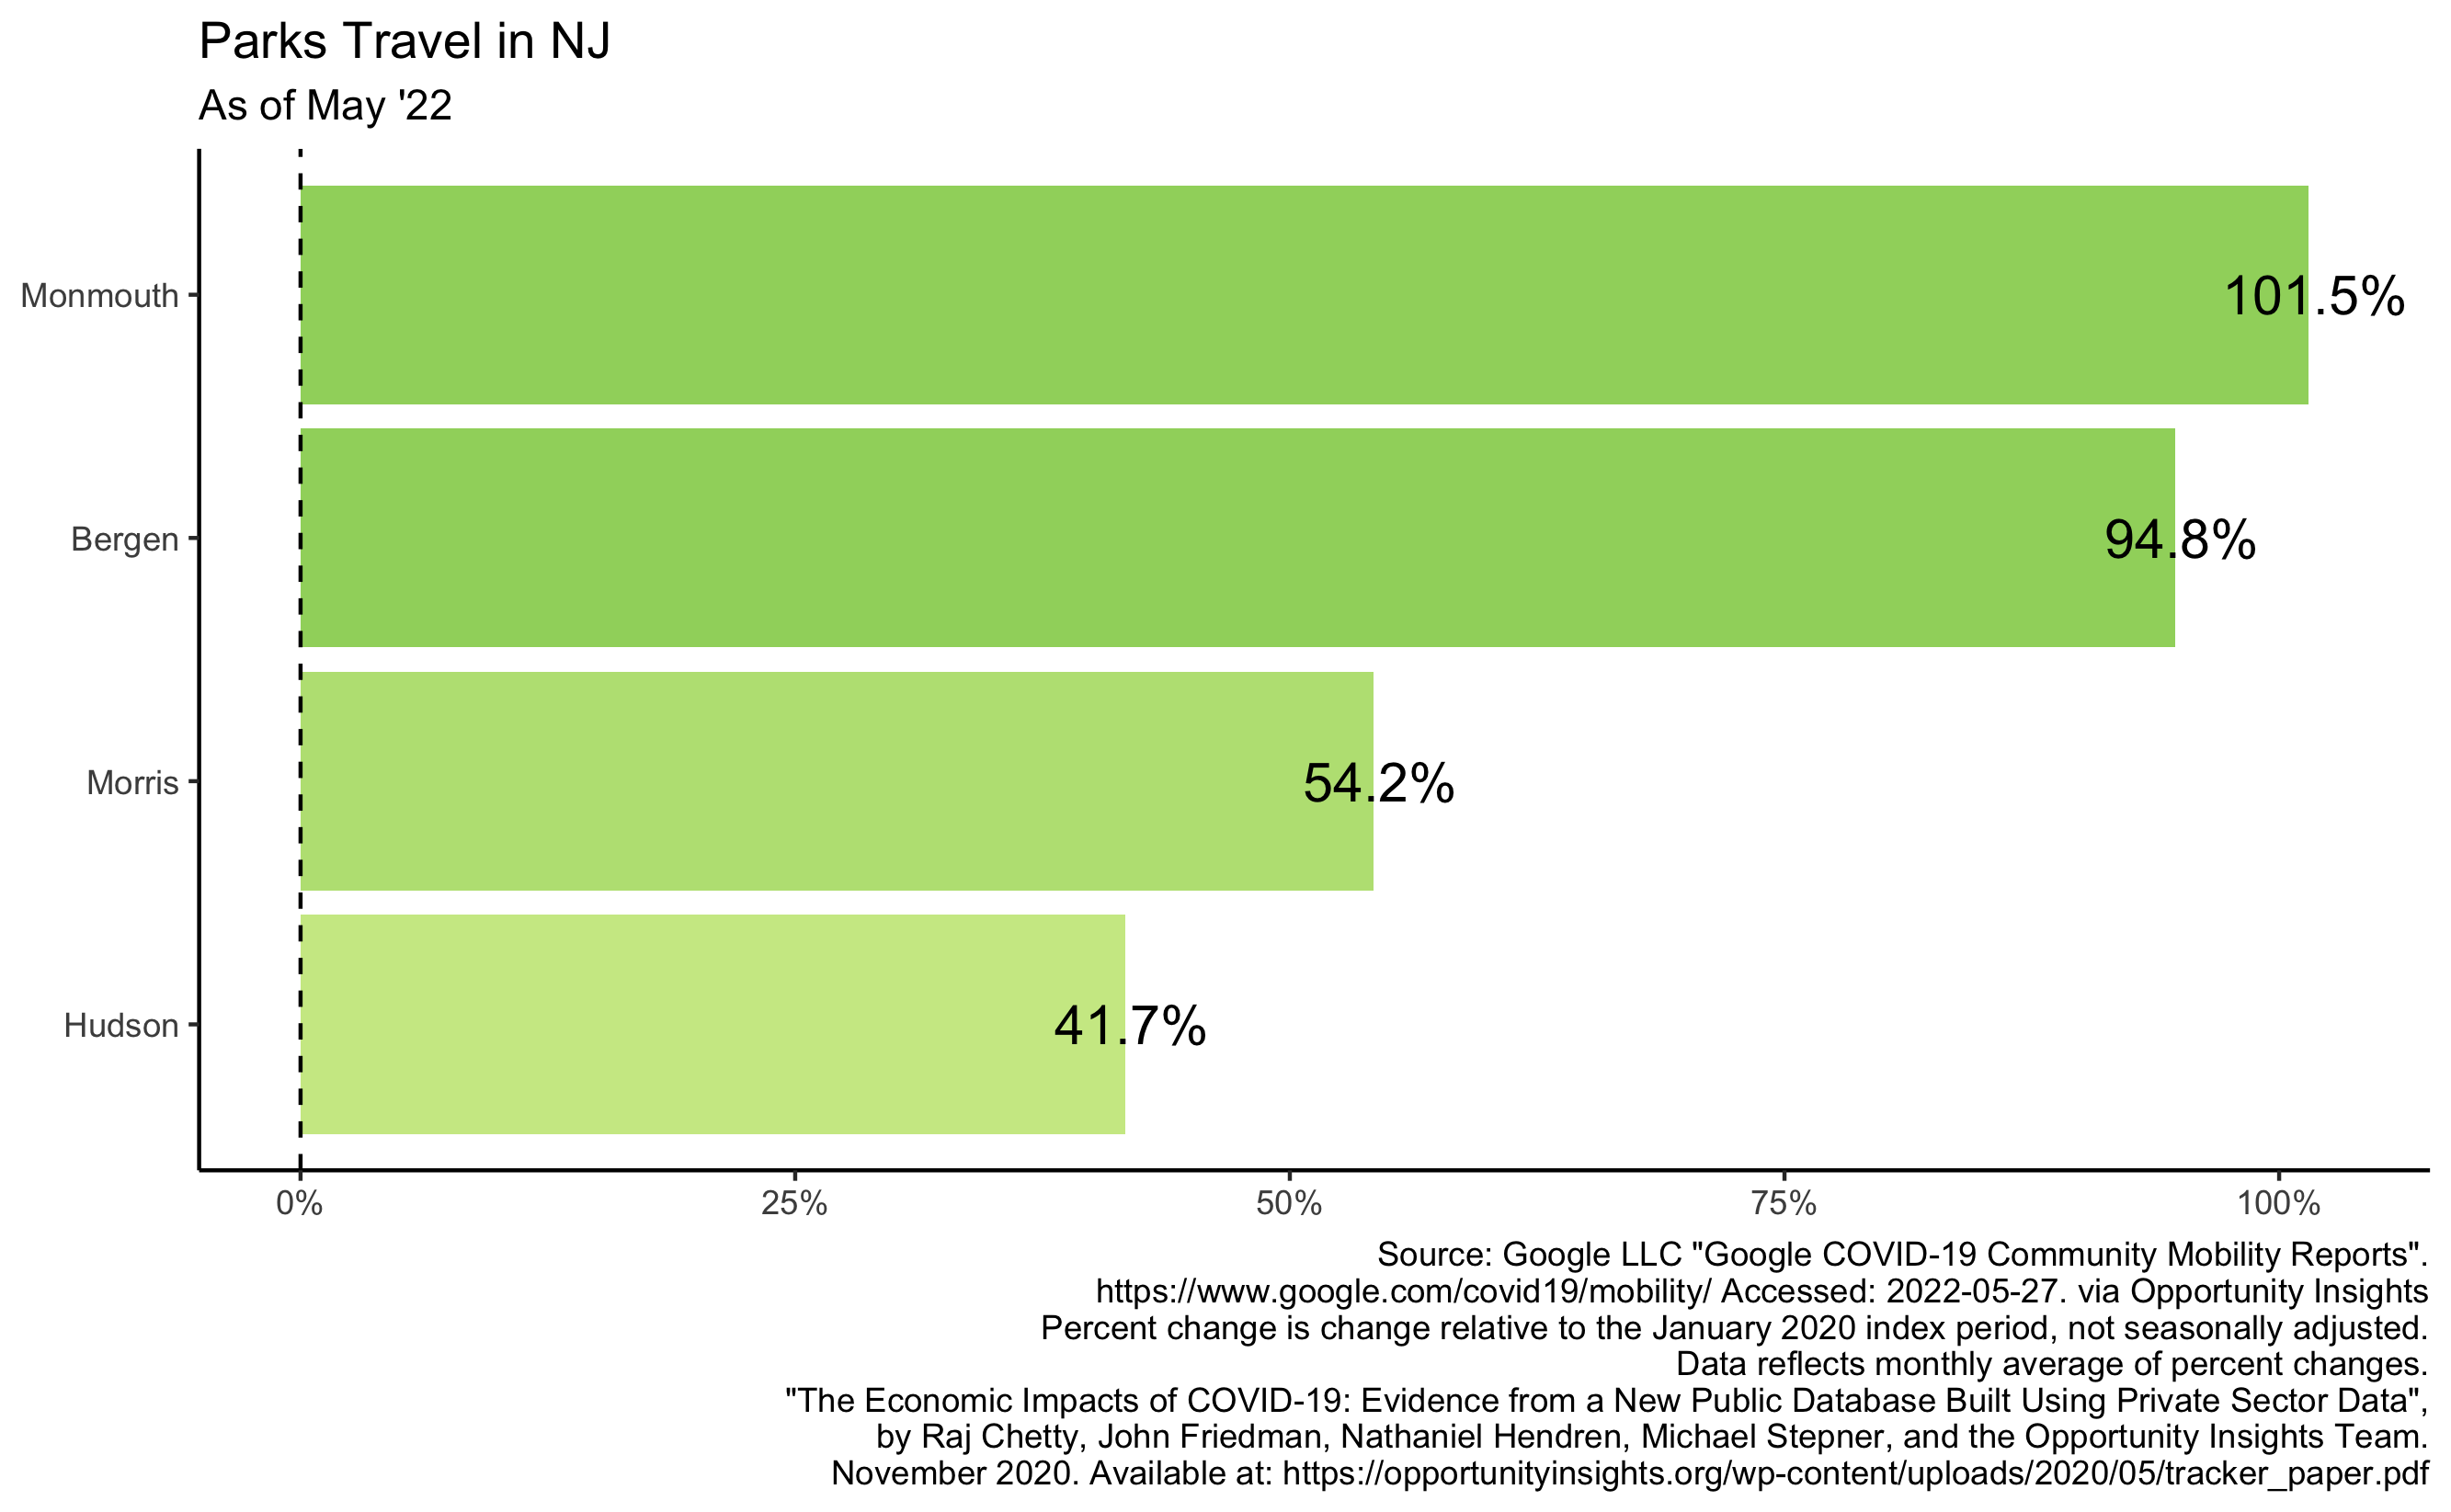 Parks Travel in NJ
As of May '22
Monmouth
101.5%
Bergen
94.8%
Morris
54.2%
Hudson
41.7%
0% 25% 50% 75% 100%
Source: Google LLC "Google COVID-19 Community Mobility Reports".
https://www.google.com/covid19/mobility/ Accessed: 2022-05-27. via Opportunity Insights
Percent change is change relative to the January 2020 index period, not seasonally adjusted.
Data reflects monthly average of percent changes.
"The Economic Impacts of COVID-19: Evidence from a New Public Database Built Using Private Sector Data",
by Raj Chetty, John Friedman, Nathaniel Hendren, Michael Stepner, and the Opportunity Insights Team.
November 2020. Available at: https://opportunityinsights.org/wp-content/uploads/2020/05/tracker_paper.pdf